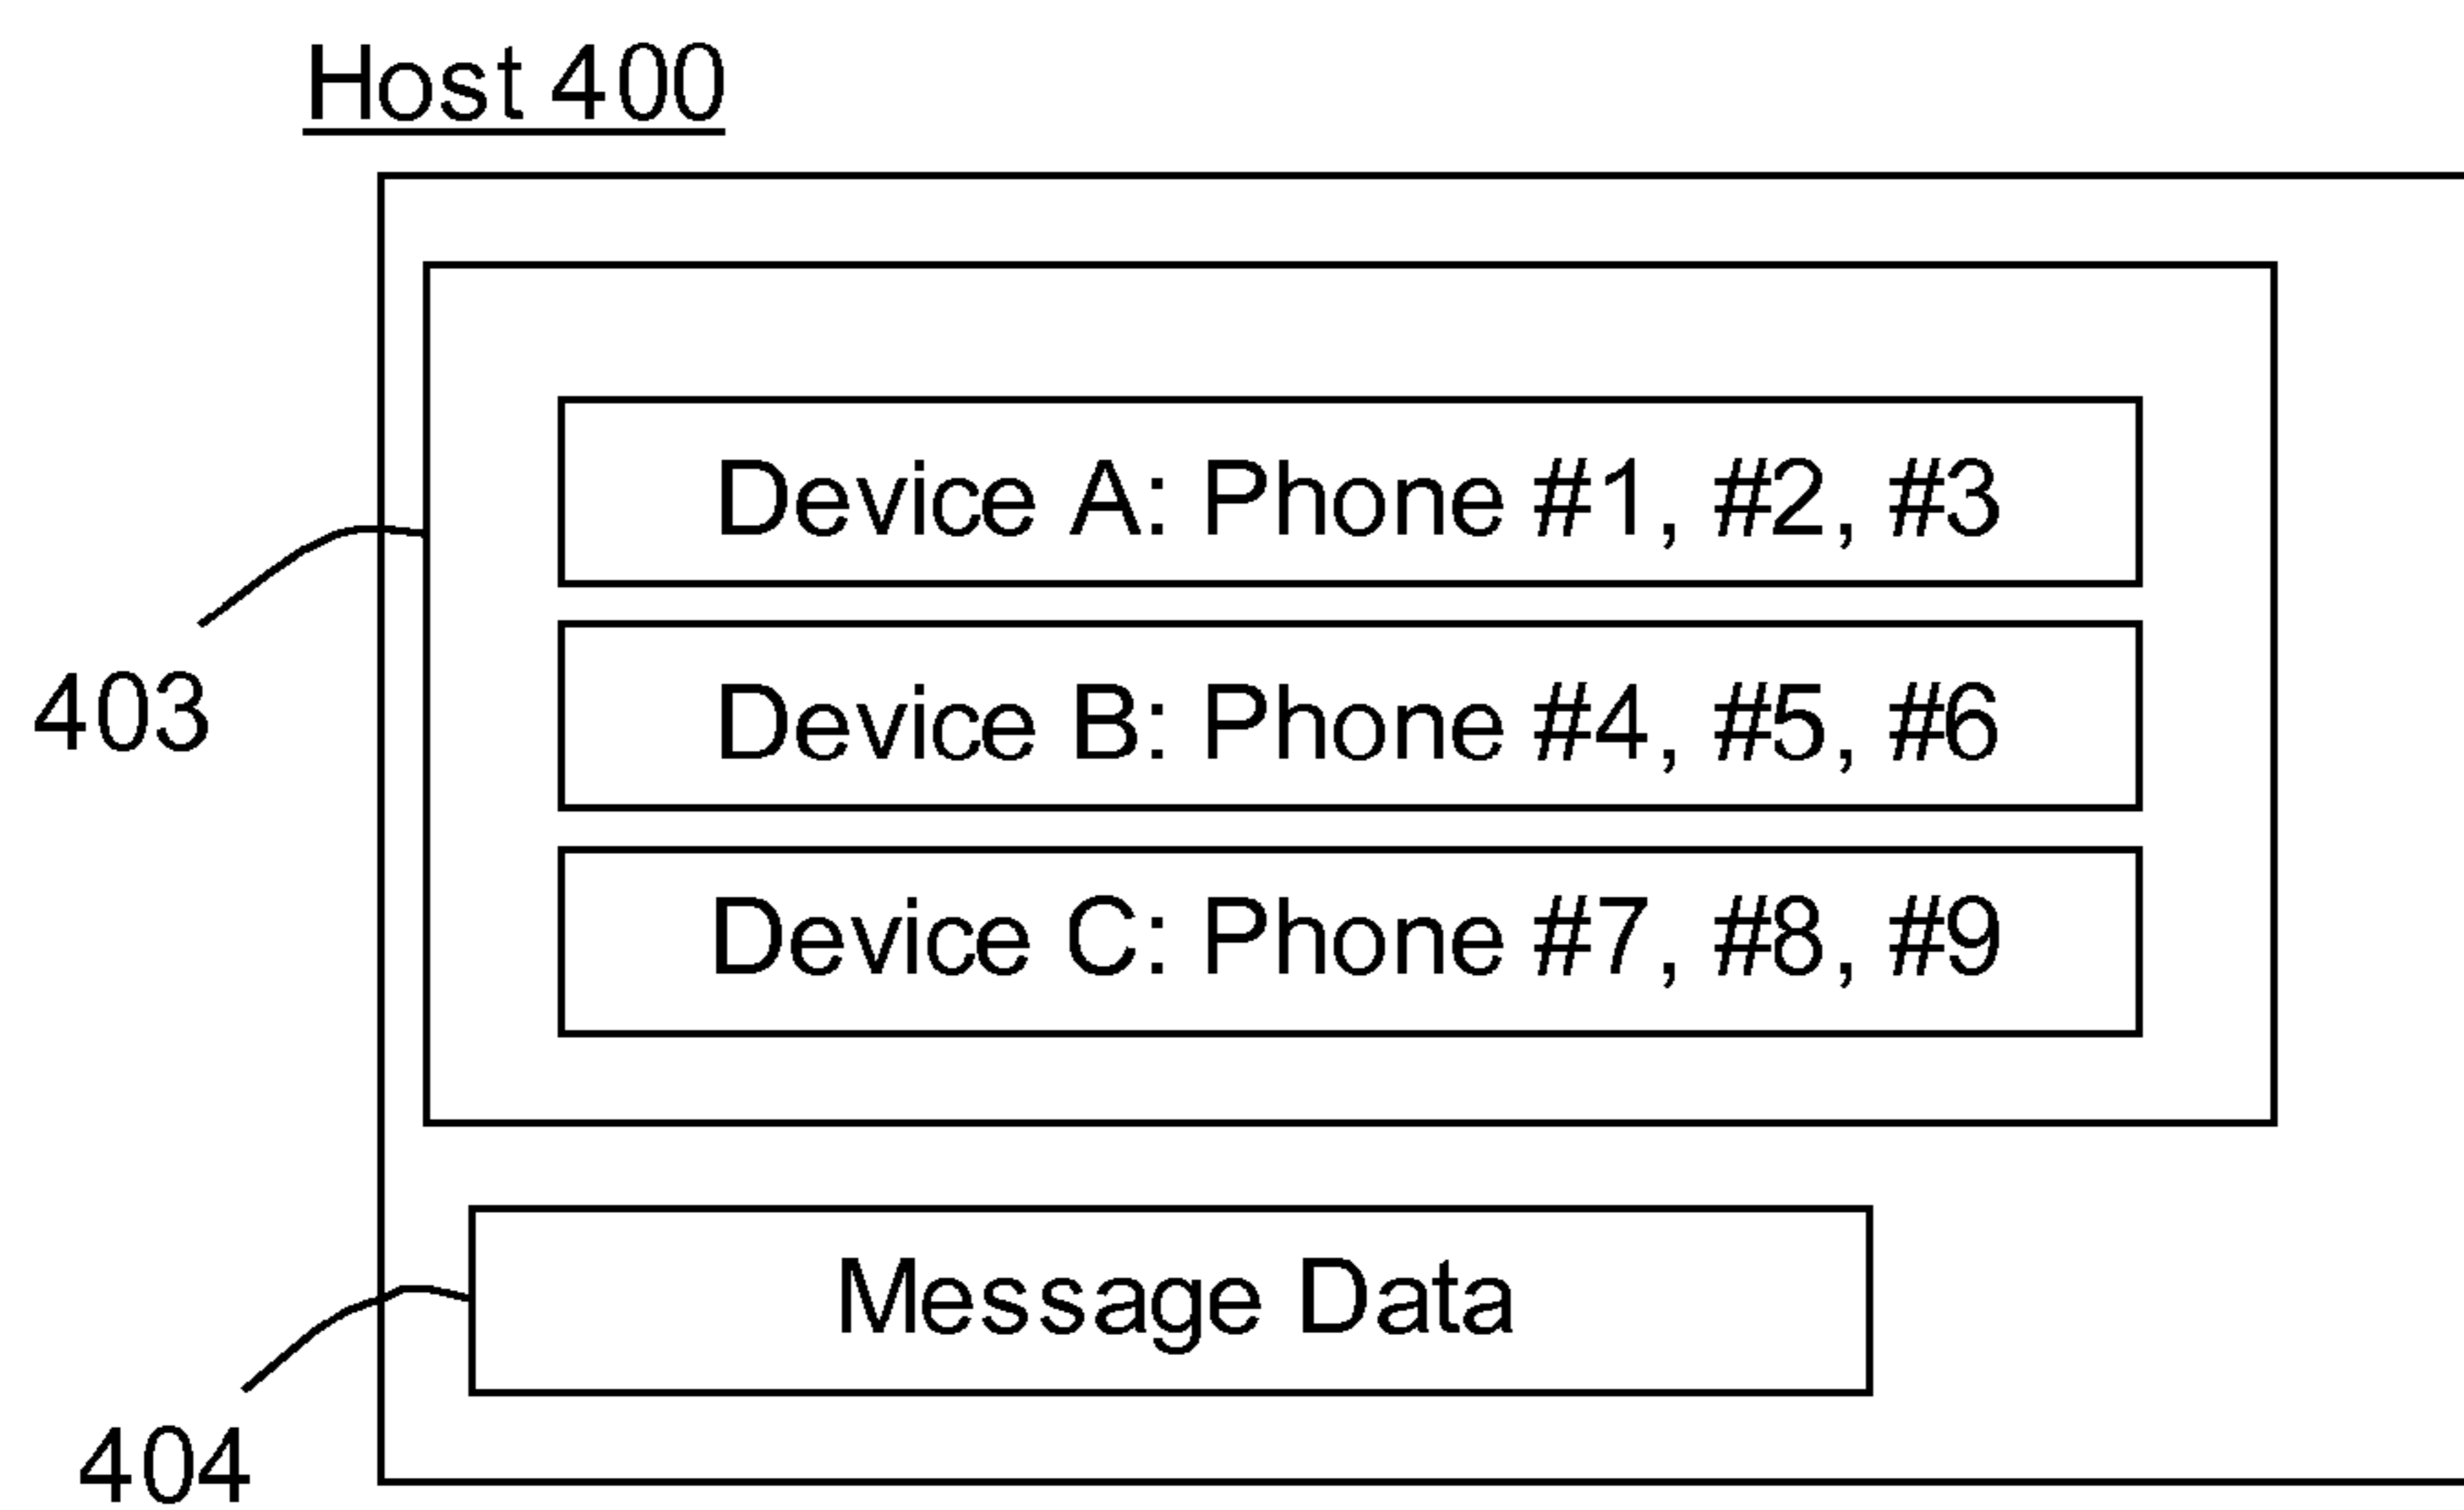 Host 400
Device A: Phone #1, #2, #3
403
Device B: Phone #4, #5, #6
Device C: Phone #7, #8, #9
Message Data
404